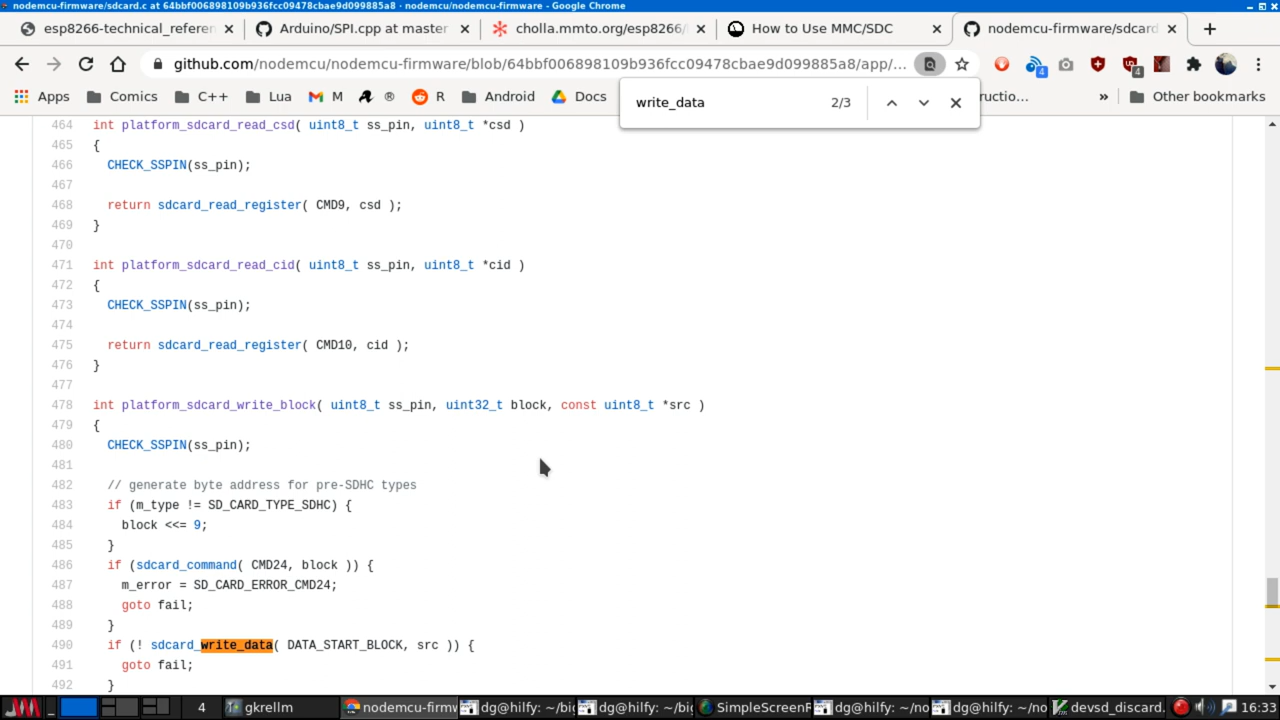 nodemcu-firmware/sdcard.c at 64bbf006898109b936fcc09478cbae9d099885a8 · nodemcu/nodemcu-firmware - Google Chrome
esp8266-technical_referen
Arduino/SPI.cpp at master
cholla.mmto.org/esp8266/
How to Use MMC/SDC
nodemcu-firmware/sdcard
github.com/nodemcu/nodemcu-firmware/blob/64bbf006898109b936fcc09478cbae9d099885a8/app/...
4
4
Apps
Comics
C++
Lua
M
®
R
Android
Docs
write_data
2/3
ructio...
»
Other bookmarks
464 int platform_sdcard_read_csd( uint8_t ss_pin, uint8_t *csd )
465 {
466 CHECK_SSPIN(ss_pin);
467
468 return sdcard_read_register( CMD9, csd );
469 }
470
471 int platform_sdcard_read_cid( uint8_t ss_pin, uint8_t *cid )
472 {
473 CHECK_SSPIN(ss_pin);
474
475 return sdcard_read_register( CMD10, cid );
476 }
477
478 int platform_sdcard_write_block( uint8_t ss_pin, uint32_t block, const uint8_t *src )
479 {
480 CHECK_SSPIN(ss_pin);
481
482 // generate byte address for pre-SDHC types
483 if (m_type != SD_CARD_TYPE_SDHC) {
484 block <<= 9;
485 }
486 if (sdcard_command( CMD24, block )) {
487 m_error = SD_CARD_ERROR_CMD24;
488 goto fail;
489 }
490 if (! sdcard_write_data( DATA_START_BLOCK, src )) {
491 goto fail;
492 }
4
gkrellm
nodemcu-firmw
dg@hilfy: ~/big
dg@hilfy: ~/big
SimpleScreenR
dg@hilfy: ~/no
dg@hilfy: ~/no
devsd_discard.
16:33